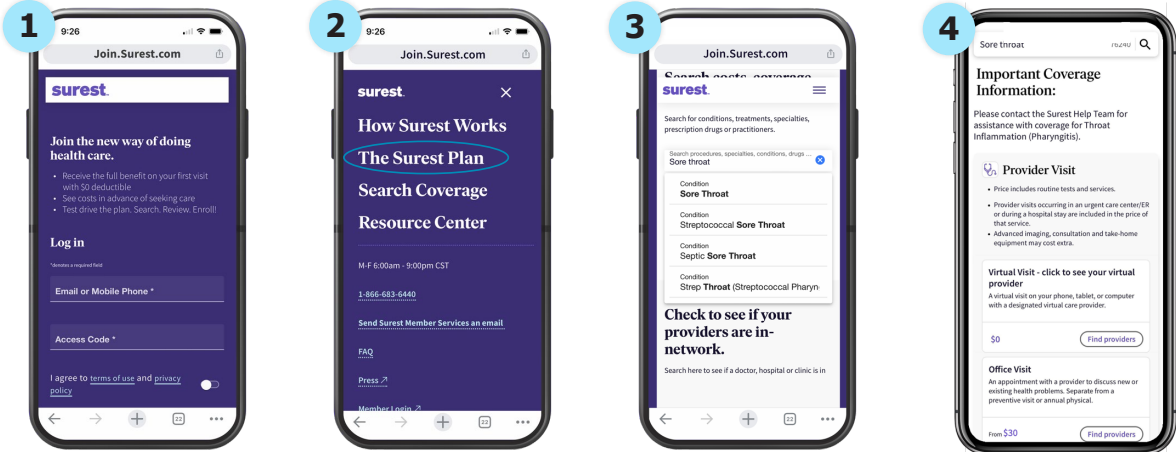 1
9:26
Join.Surest.com
surest.
Join the new way of doing
health care.
• Receive the full benefit on your first visit
with $0 deductible
• See costs in advance of seeking care
• Test drive the plan. Search. Review. Enroll!
Log in
*denotes a required field
Email or Mobile Phone *
Access Code *
I agree to terms of use and privacy
policy
22
2
9:26
Join.Surest.com
surest.
How Surest Works
The Surest Plan
Search Coverage
Resource Center
M-F 6:00am - 9:00pm CST
1-866-683-6440
Send Surest Member Services an email
FAQ
Press
Member Login
22
3
Join.Surest.com
Search costs, coverage
surest.
Search for conditions, treatments, specialties,
prescription drugs or practitioners.
Search procedures, specialties, conditions, drugs ...
Sore throat
Condition
Sore Throat
Condition
Streptococcal Sore Throat
Condition
Septic Sore Throat
Condition
Strep Throat (Streptococcal Pharyn
Check to see if your
providers are in-
network.
Search here to see if a doctor, hospital or clinic is in
22
4
Sore throat 76240
Important Coverage
Information:
Please contact the Surest Help Team for
assistance with coverage for Throat
Inflammation (Pharyngitis).
Provider Visit
• Price includes routine tests and services.
• Provider visits occurring in an urgent care center/ER
or during a hospital stay are included in the price of
that service.
• Advanced imaging, consultation and take-home
equipment may cost extra.
Virtual Visit - click to see your virtual
provider
A virtual visit on your phone, tablet, or computer
with a designated virtual care provider.
$0 Find providers
Office Visit
An appointment with a provider to discuss new or
existing health problems. Separate from a
preventive visit or annual physical.
From $30 Find providers